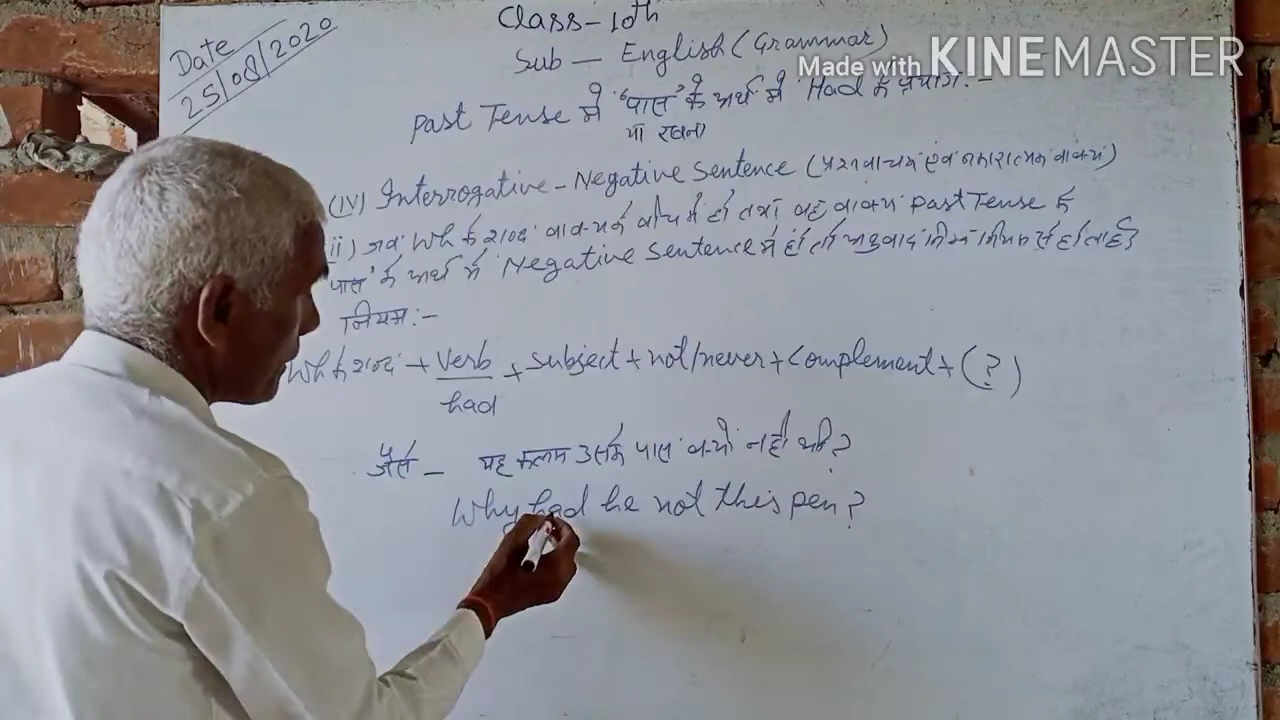 Date
25/08/2020
Class-10th
Sub — English (Grammar)
Made with KINEMASTER
Past Tense में "पास" के अर्थ में 'Had' के प्रयोग:-
या रखना
(IV) Interrogative - Negative Sentence (प्रश्नवाचक एवं नकारात्मक वाक्य)
ii) जब Wh के शब्द वाक्य के बीच में हो तथा वह वाक्य Past Tense के
'पास' के अर्थ में Negative Sentence में हो तो अनुवाद निम्न नियम से होता है।
नियम:-
Wh के शब्द + Verb + Subject + not/never + Complement + (?)
had
जैसे - यह कलम उसके पास क्यों नहीं थी?
Why had he not this pen?